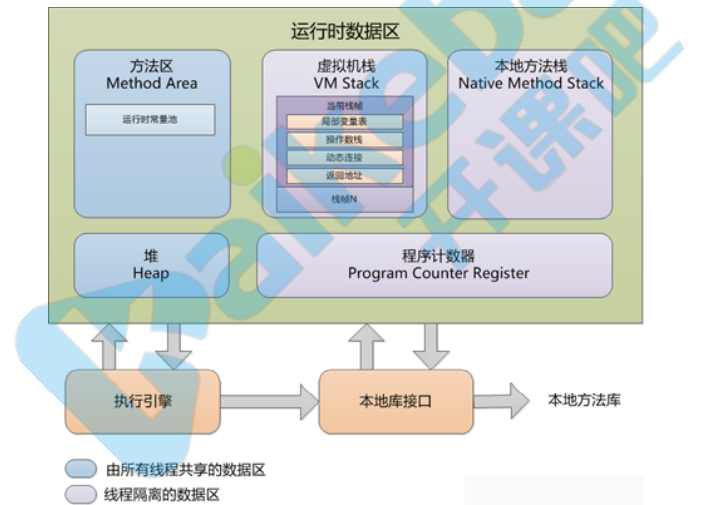 运行时数据区
方法区
Method Area
运行时常量池
虚拟机栈
VM Stack
当前栈帧
局部变量表
操作数栈
动态连接
返回地址
栈帧N
本地方法栈
Native Method Stack
堆
Heap
程序计数器
Program Counter Register
执行引擎
本地库接口
本地方法库
由所有线程共享的数据区
线程隔离的数据区
开课吧